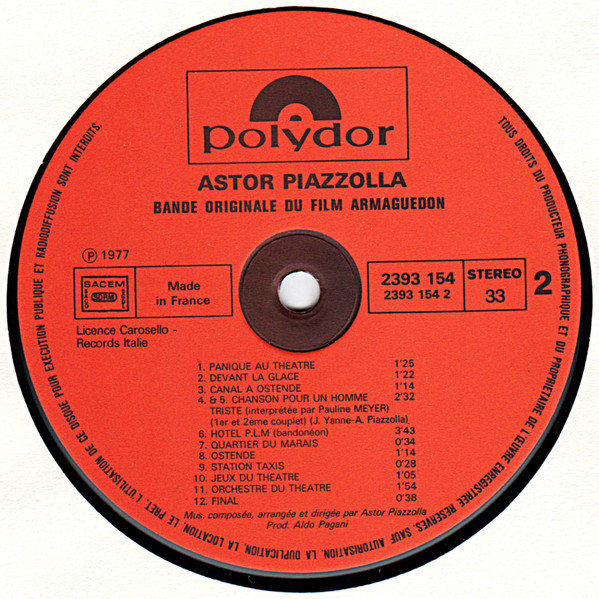 polydor
ASTOR PIAZZOLLA
BANDE ORIGINALE DU FILM ARMAGUEDON
℗ 1977
SACEM
SDRM
Made
in France
2393 154
2393 154 2
STEREO
33
2
Licence Carosello -
Records Italie
1. PANIQUE AU THEATRE 1'25
2. DEVANT LA GLACE 1'22
3. CANAL A OSTENDE 1'14
4. & 5. CHANSON POUR UN HOMME 2'32
TRISTE (interprétée par Pauline MEYER)
(1er et 2ème couplet) (J. Yanne-A. Piazzolla)
6. HOTEL P.L.M (bandonéon) 3'43
7. QUARTIER DU MARAIS 0'34
8. OSTENDE 1'14
9. STATION TAXIS 0'28
10. JEUX DU THEATRE 1'05
11. ORCHESTRE DU THEATRE 1'54
12. FINAL 0'38
Mus. composée, arrangée et dirigée par Astor Piazzolla
Prod. Aldo Pagani
TOUS DROITS DU PRODUCTEUR PHONOGRAPHIQUE ET DU PROPRIETAIRE DE L'ŒUVRE ENREGISTREE RESERVES. SAUF AUTORISATION, LA DUPLICATION, LA LOCATION, LE PRET, L'UTILISATION DE CE DISQUE POUR EXECUTION PUBLIQUE ET RADIODIFFUSION SONT INTERDITS.